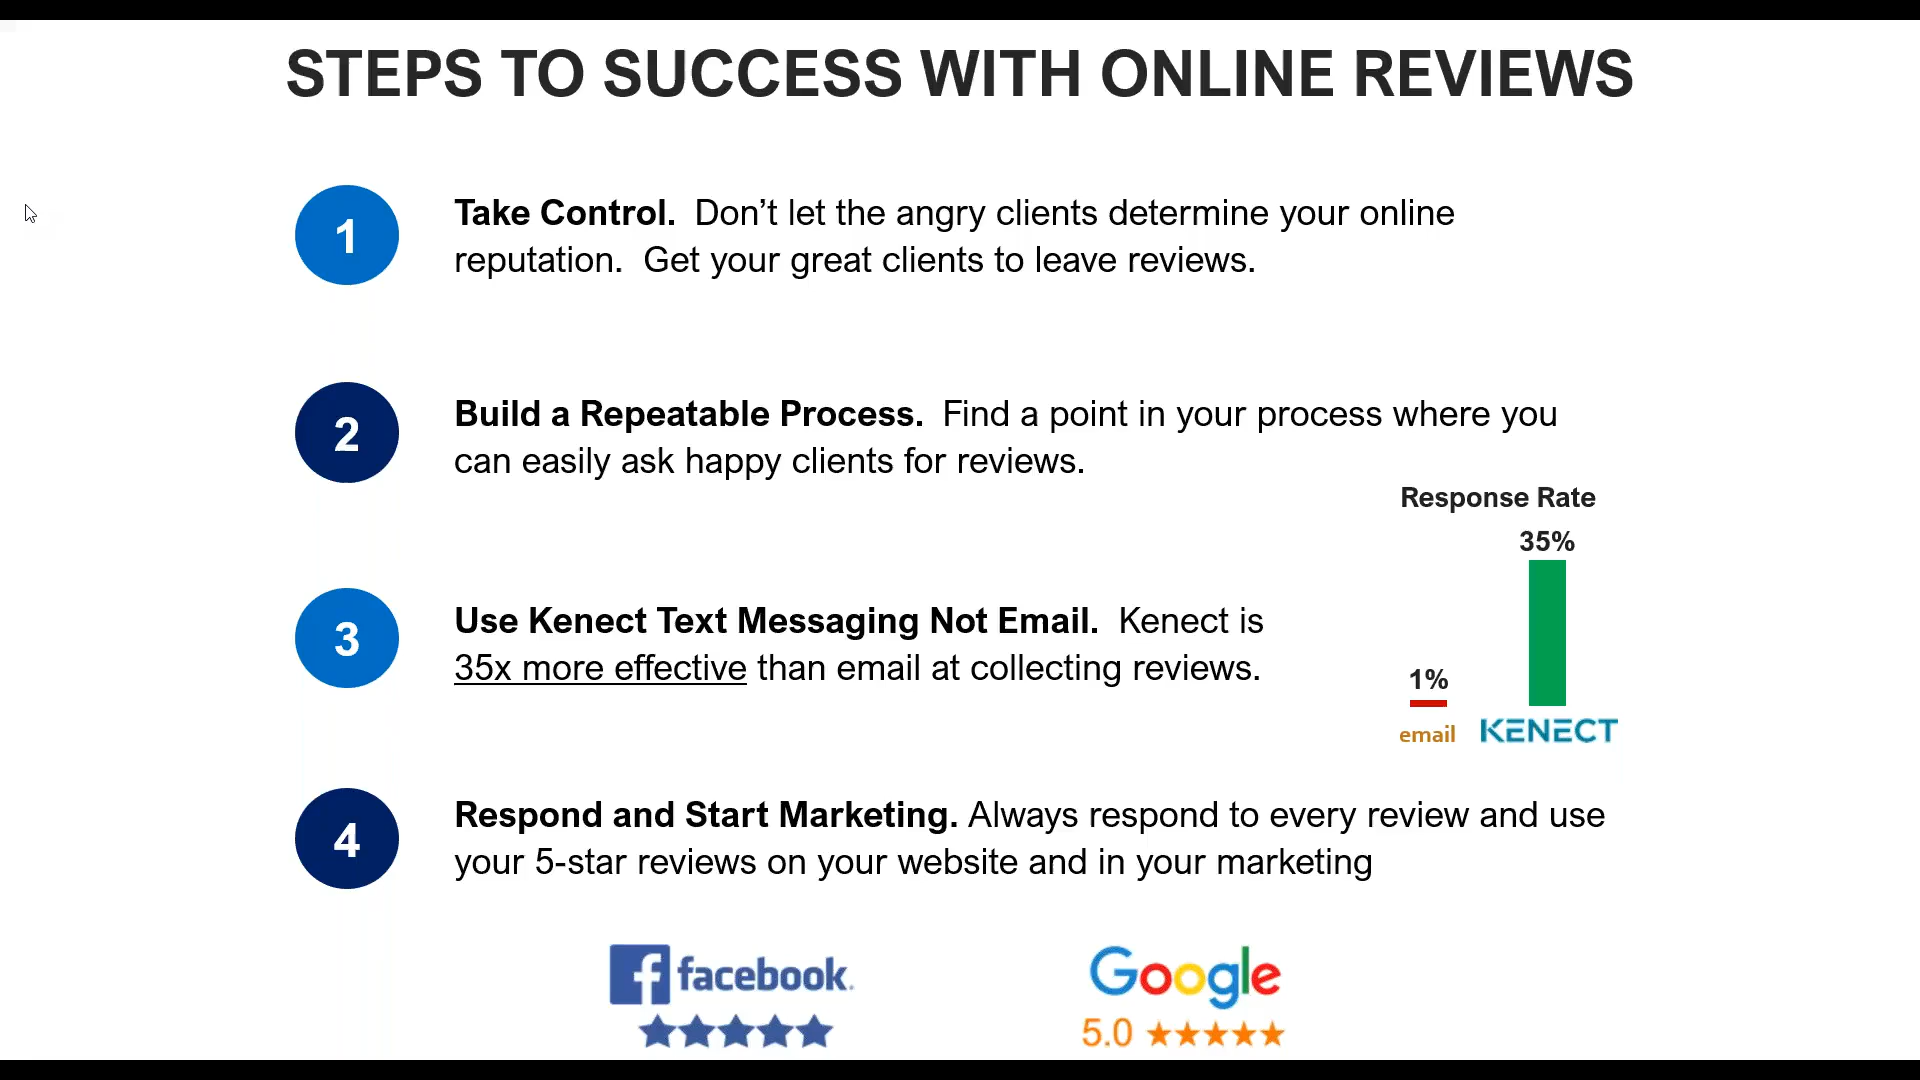 STEPS TO SUCCESS WITH ONLINE REVIEWS
1
Take Control.  Don’t let the angry clients determine your online
reputation.  Get your great clients to leave reviews.
2
Build a Repeatable Process.  Find a point in your process where you
can easily ask happy clients for reviews.
3
Use Kenect Text Messaging Not Email.  Kenect is
35x more effective than email at collecting reviews.
Response Rate
35%
1%
email
KENECT
4
Respond and Start Marketing. Always respond to every review and use
your 5-star reviews on your website and in your marketing
facebook.
Google
5.0